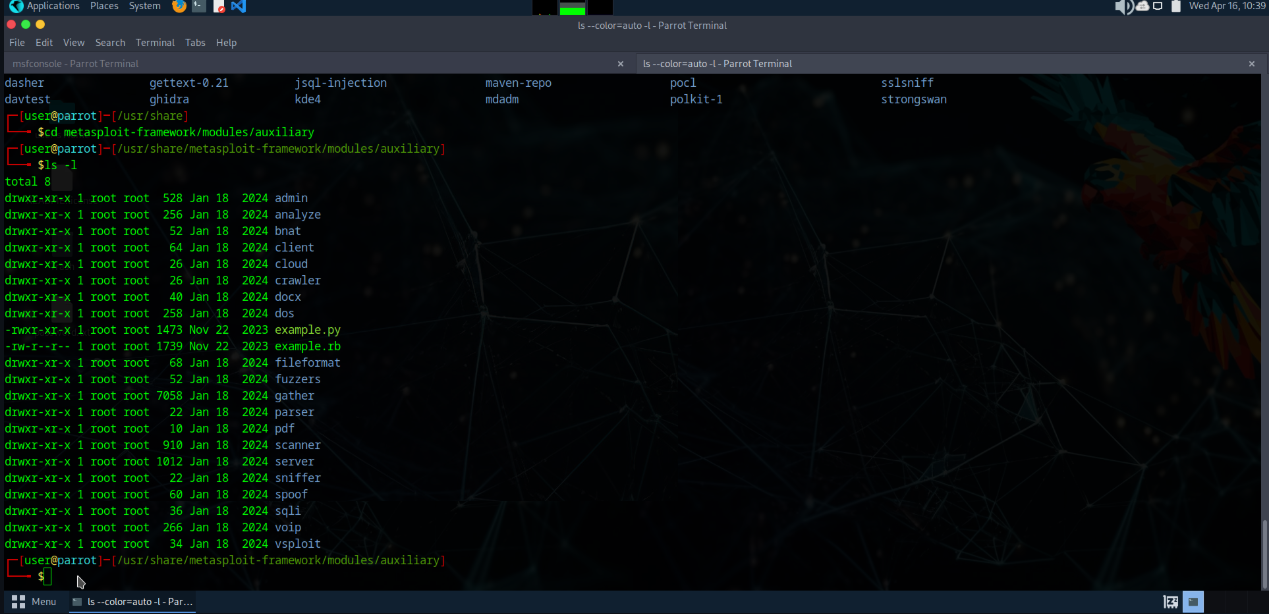 Applications Places System Wed Apr 16, 10:39
ls --color=auto -l - Parrot Terminal
File Edit View Search Terminal Tabs Help
msfconsole - Parrot Terminal × ls --color=auto -l - Parrot Terminal ×
dasher gettext-0.21 jsql-injection maven-repo pocl sslsniff
davtest ghidra kde4 mdadm polkit-1 strongswan
┌─[user@parrot]─[/usr/share]
└──╼ $cd metasploit-framework/modules/auxiliary
┌─[user@parrot]─[/usr/share/metasploit-framework/modules/auxiliary]
└──╼ $ls -l
total 8
drwxr-xr-x 1 root root 528 Jan 18 2024 admin
drwxr-xr-x 1 root root 256 Jan 18 2024 analyze
drwxr-xr-x 1 root root 52 Jan 18 2024 bnat
drwxr-xr-x 1 root root 64 Jan 18 2024 client
drwxr-xr-x 1 root root 26 Jan 18 2024 cloud
drwxr-xr-x 1 root root 26 Jan 18 2024 crawler
drwxr-xr-x 1 root root 40 Jan 18 2024 docx
drwxr-xr-x 1 root root 258 Jan 18 2024 dos
-rwxr-xr-x 1 root root 1473 Nov 22 2023 example.py
-rw-r--r-- 1 root root 1739 Nov 22 2023 example.rb
drwxr-xr-x 1 root root 68 Jan 18 2024 fileformat
drwxr-xr-x 1 root root 52 Jan 18 2024 fuzzers
drwxr-xr-x 1 root root 7058 Jan 18 2024 gather
drwxr-xr-x 1 root root 22 Jan 18 2024 parser
drwxr-xr-x 1 root root 10 Jan 18 2024 pdf
drwxr-xr-x 1 root root 910 Jan 18 2024 scanner
drwxr-xr-x 1 root root 1012 Jan 18 2024 server
drwxr-xr-x 1 root root 22 Jan 18 2024 sniffer
drwxr-xr-x 1 root root 60 Jan 18 2024 spoof
drwxr-xr-x 1 root root 36 Jan 18 2024 sqli
drwxr-xr-x 1 root root 266 Jan 18 2024 voip
drwxr-xr-x 1 root root 34 Jan 18 2024 vsploit
┌─[user@parrot]─[/usr/share/metasploit-framework/modules/auxiliary]
└──╼ $
Menu ls --color=auto -l - Par...